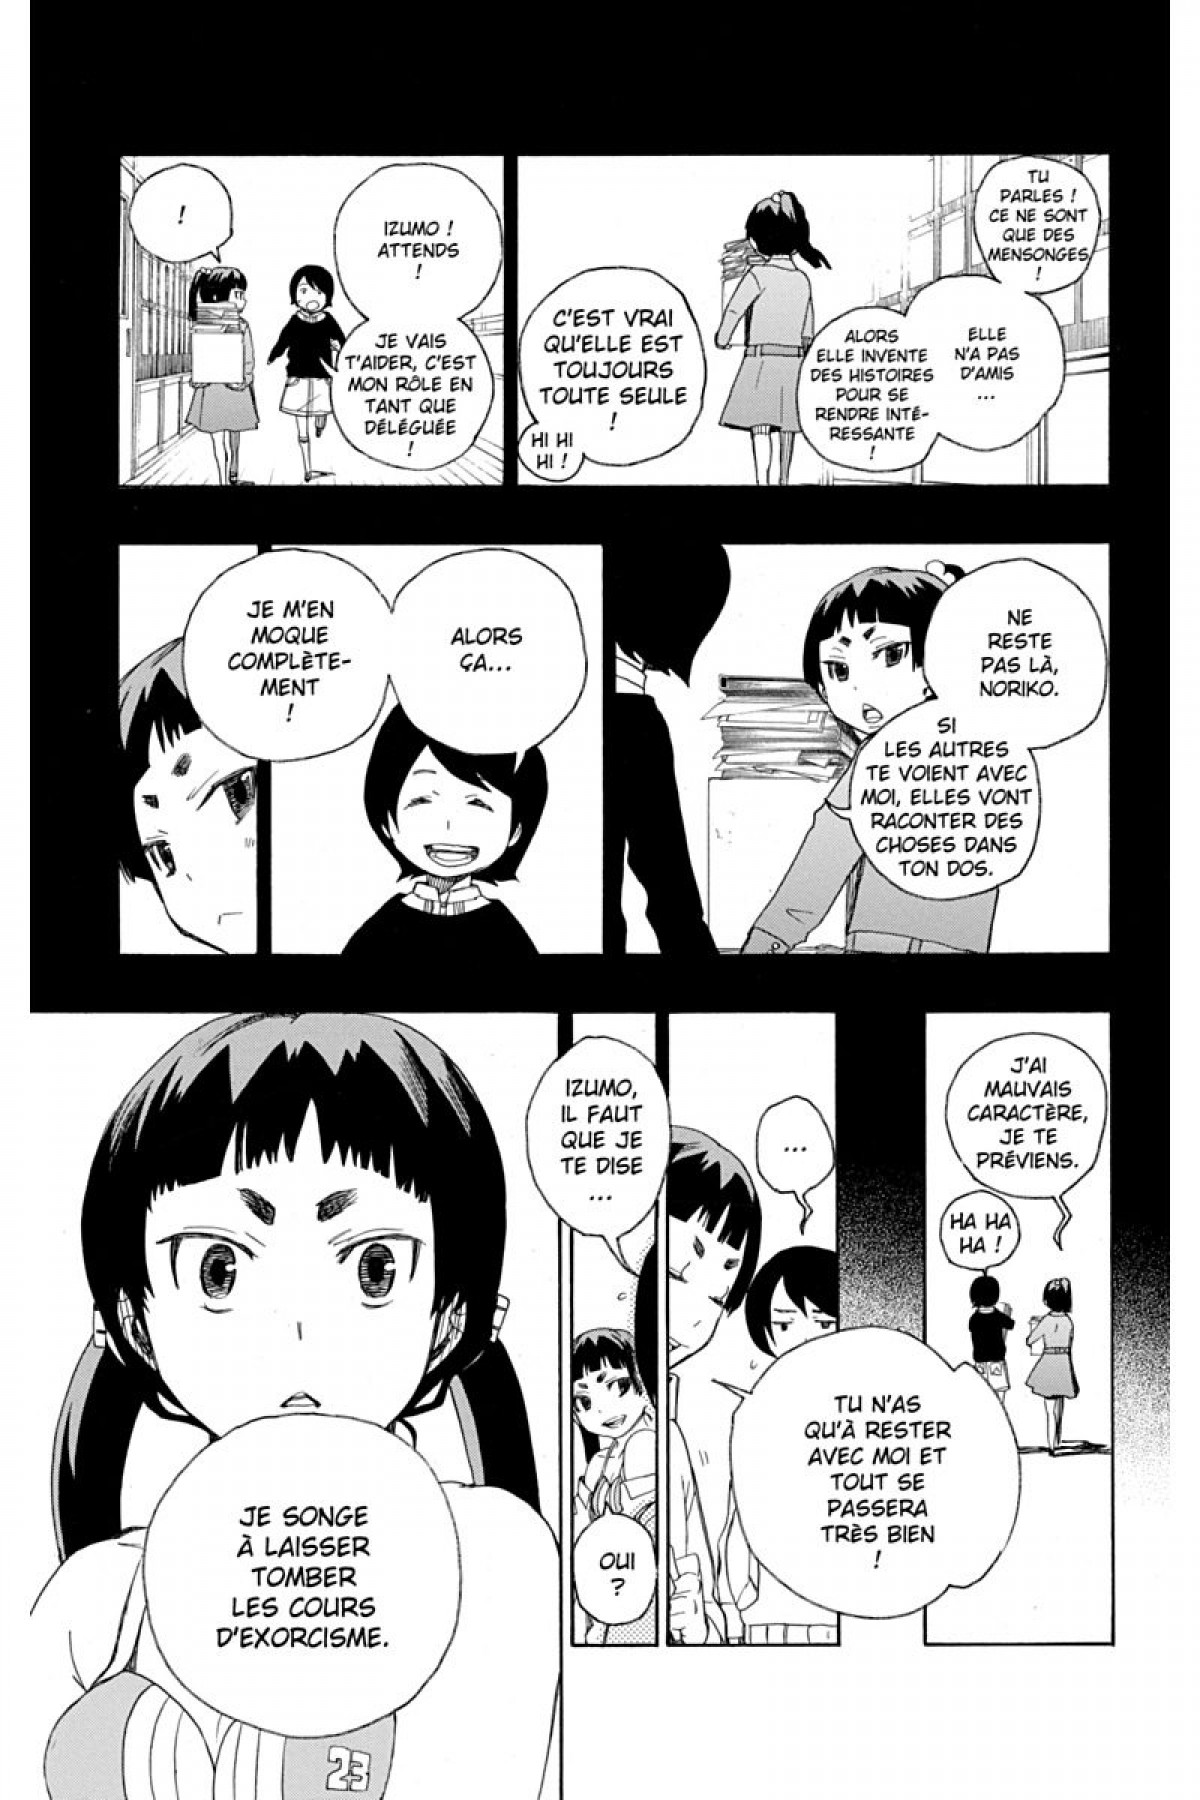 TU
PARLES !
CE NE SONT
QUE DES
MENSONGES
!
ELLE
N'A PAS
D'AMIS
...
ALORS
ELLE INVENTE
DES HISTOIRES
POUR SE
RENDRE INTÉ-
RESSANTE
!
C'EST VRAI
QU'ELLE EST
TOUJOURS
TOUTE SEULE
!
HI HI
HI !
IZUMO !
ATTENDS
!
JE VAIS
T'AIDER, C'EST
MON RÔLE EN
TANT QUE
DÉLÉGUÉE
!
!
NE
RESTE
PAS LÀ,
NORIKO.
SI
LES AUTRES
TE VOIENT AVEC
MOI, ELLES VONT
RACONTER DES
CHOSES DANS
TON DOS.
ALORS
ÇA...
JE M'EN
MOQUE
COMPLÈTE-
MENT
!
J'AI
MAUVAIS
CARACTÈRE,
JE TE
PRÉVIENS.
HA HA
HA !
...
TU N'AS
QU'À RESTER
AVEC MOI ET
TOUT SE
PASSERA
TRÈS BIEN
!
IZUMO,
IL FAUT
QUE JE
TE DISE
...
OUI
?
JE SONGE
À LAISSER
TOMBER
LES COURS
D'EXORCISME.
23